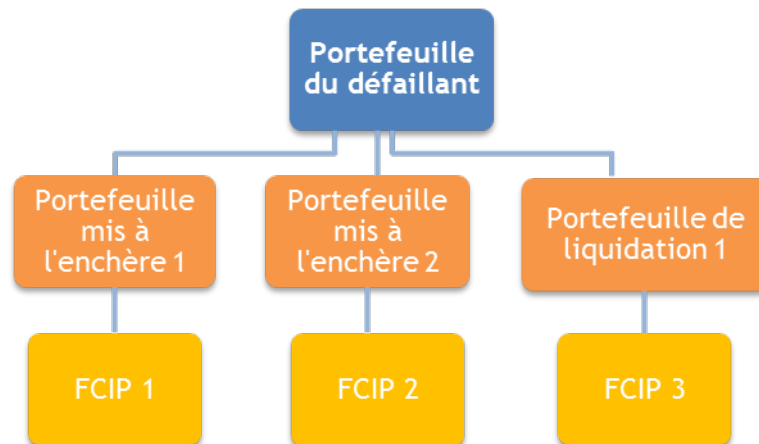 Portefeuille
du défaillant
Portefeuille
mis à
l'enchère 1
Portefeuille
mis à
l'enchère 2
Portefeuille de
liquidation 1
FCIP 1
FCIP 2
FCIP 3